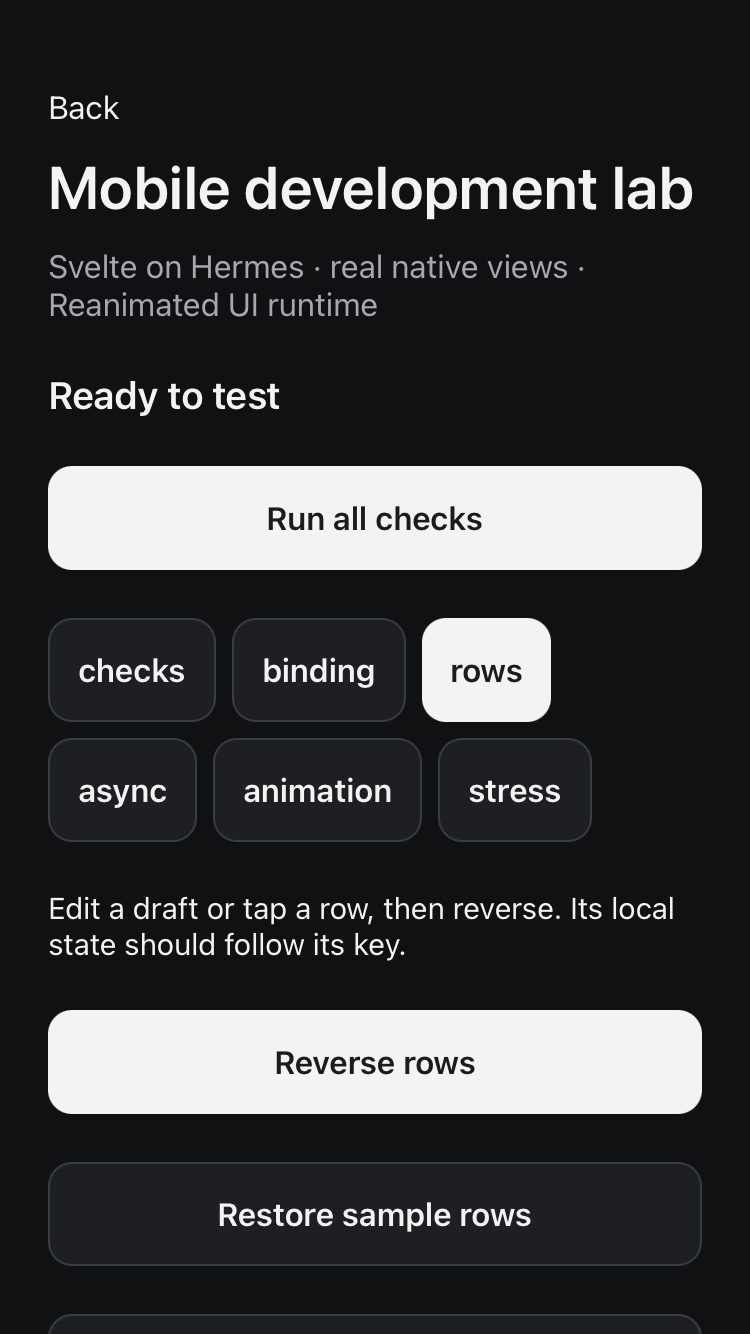 Back
Mobile development lab
Svelte on Hermes · real native views ·
Reanimated UI runtime
Ready to test
Run all checks
checks
binding
rows
async
animation
stress
Edit a draft or tap a row, then reverse. Its local
state should follow its key.
Reverse rows
Restore sample rows